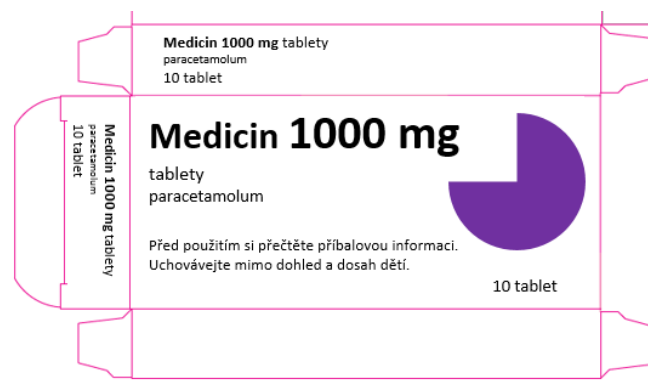 Medicin 1000 mg tablety
paracetamolum
10 tablet
Medicin 1000 mg tablety
paracetamolum
10 tablet
Medicin 1000 mg
tablety
paracetamolum
Před použitím si přečtěte příbalovou informaci.
Uchovávejte mimo dohled a dosah dětí.
10 tablet